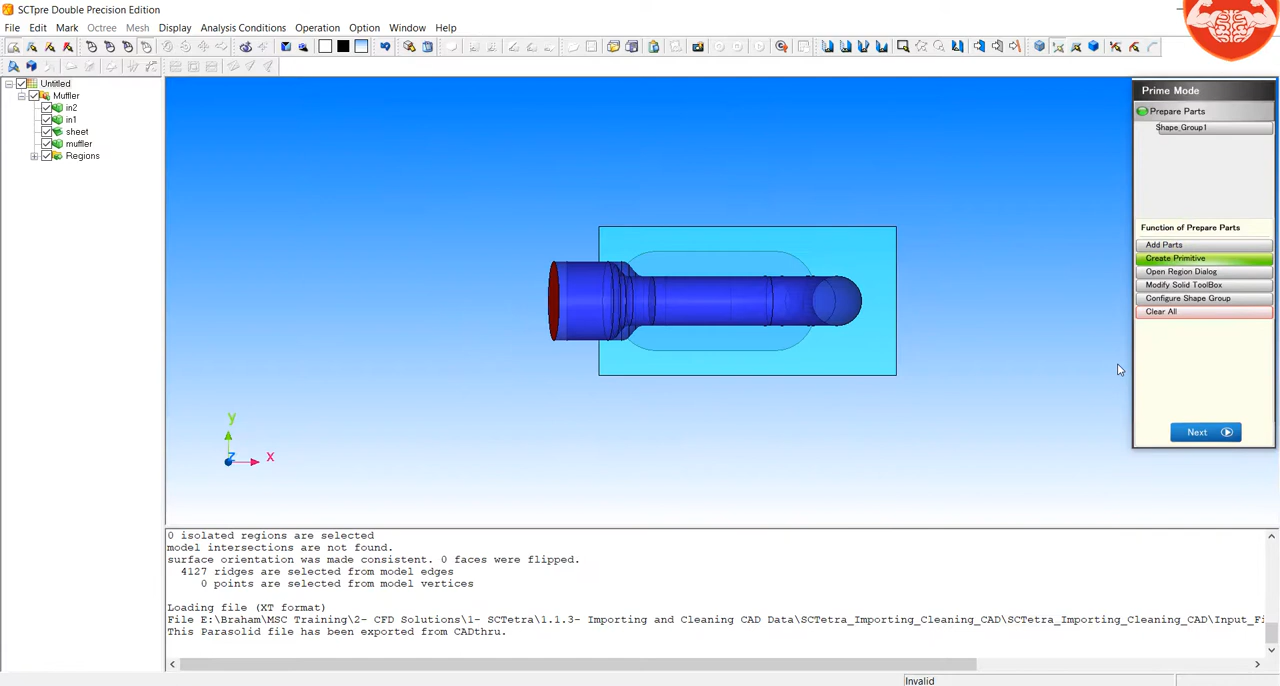 SCTpre Double Precision Edition
File Edit Mark Octree Mesh Display Analysis Conditions Operation Option Window Help
Untitled
Muffler
in2
in1
sheet
muffler
Regions
Prime Mode
Prepare Parts
Shape_Group1
Function of Prepare Parts
Add Parts
Create Primitive
Open Region Dialog
Modify Solid ToolBox
Configure Shape Group
Clear All
Next
y
z
x
0 isolated regions are selected
model intersections are not found.
surface orientation was made consistent. 0 faces were flipped.
4127 ridges are selected from model edges
0 points are selected from model vertices
Loading file (XT format)
File E:\Braham\MSC Training\2- CFD Solutions\1- SCTetra\1.1.3- Importing and Cleaning CAD Data\SCTetra_Importing_Cleaning_CAD\SCTetra_Importing_Cleaning_CAD\Input_Fi
This Parasolid file has been exported from CADthru.
Invalid